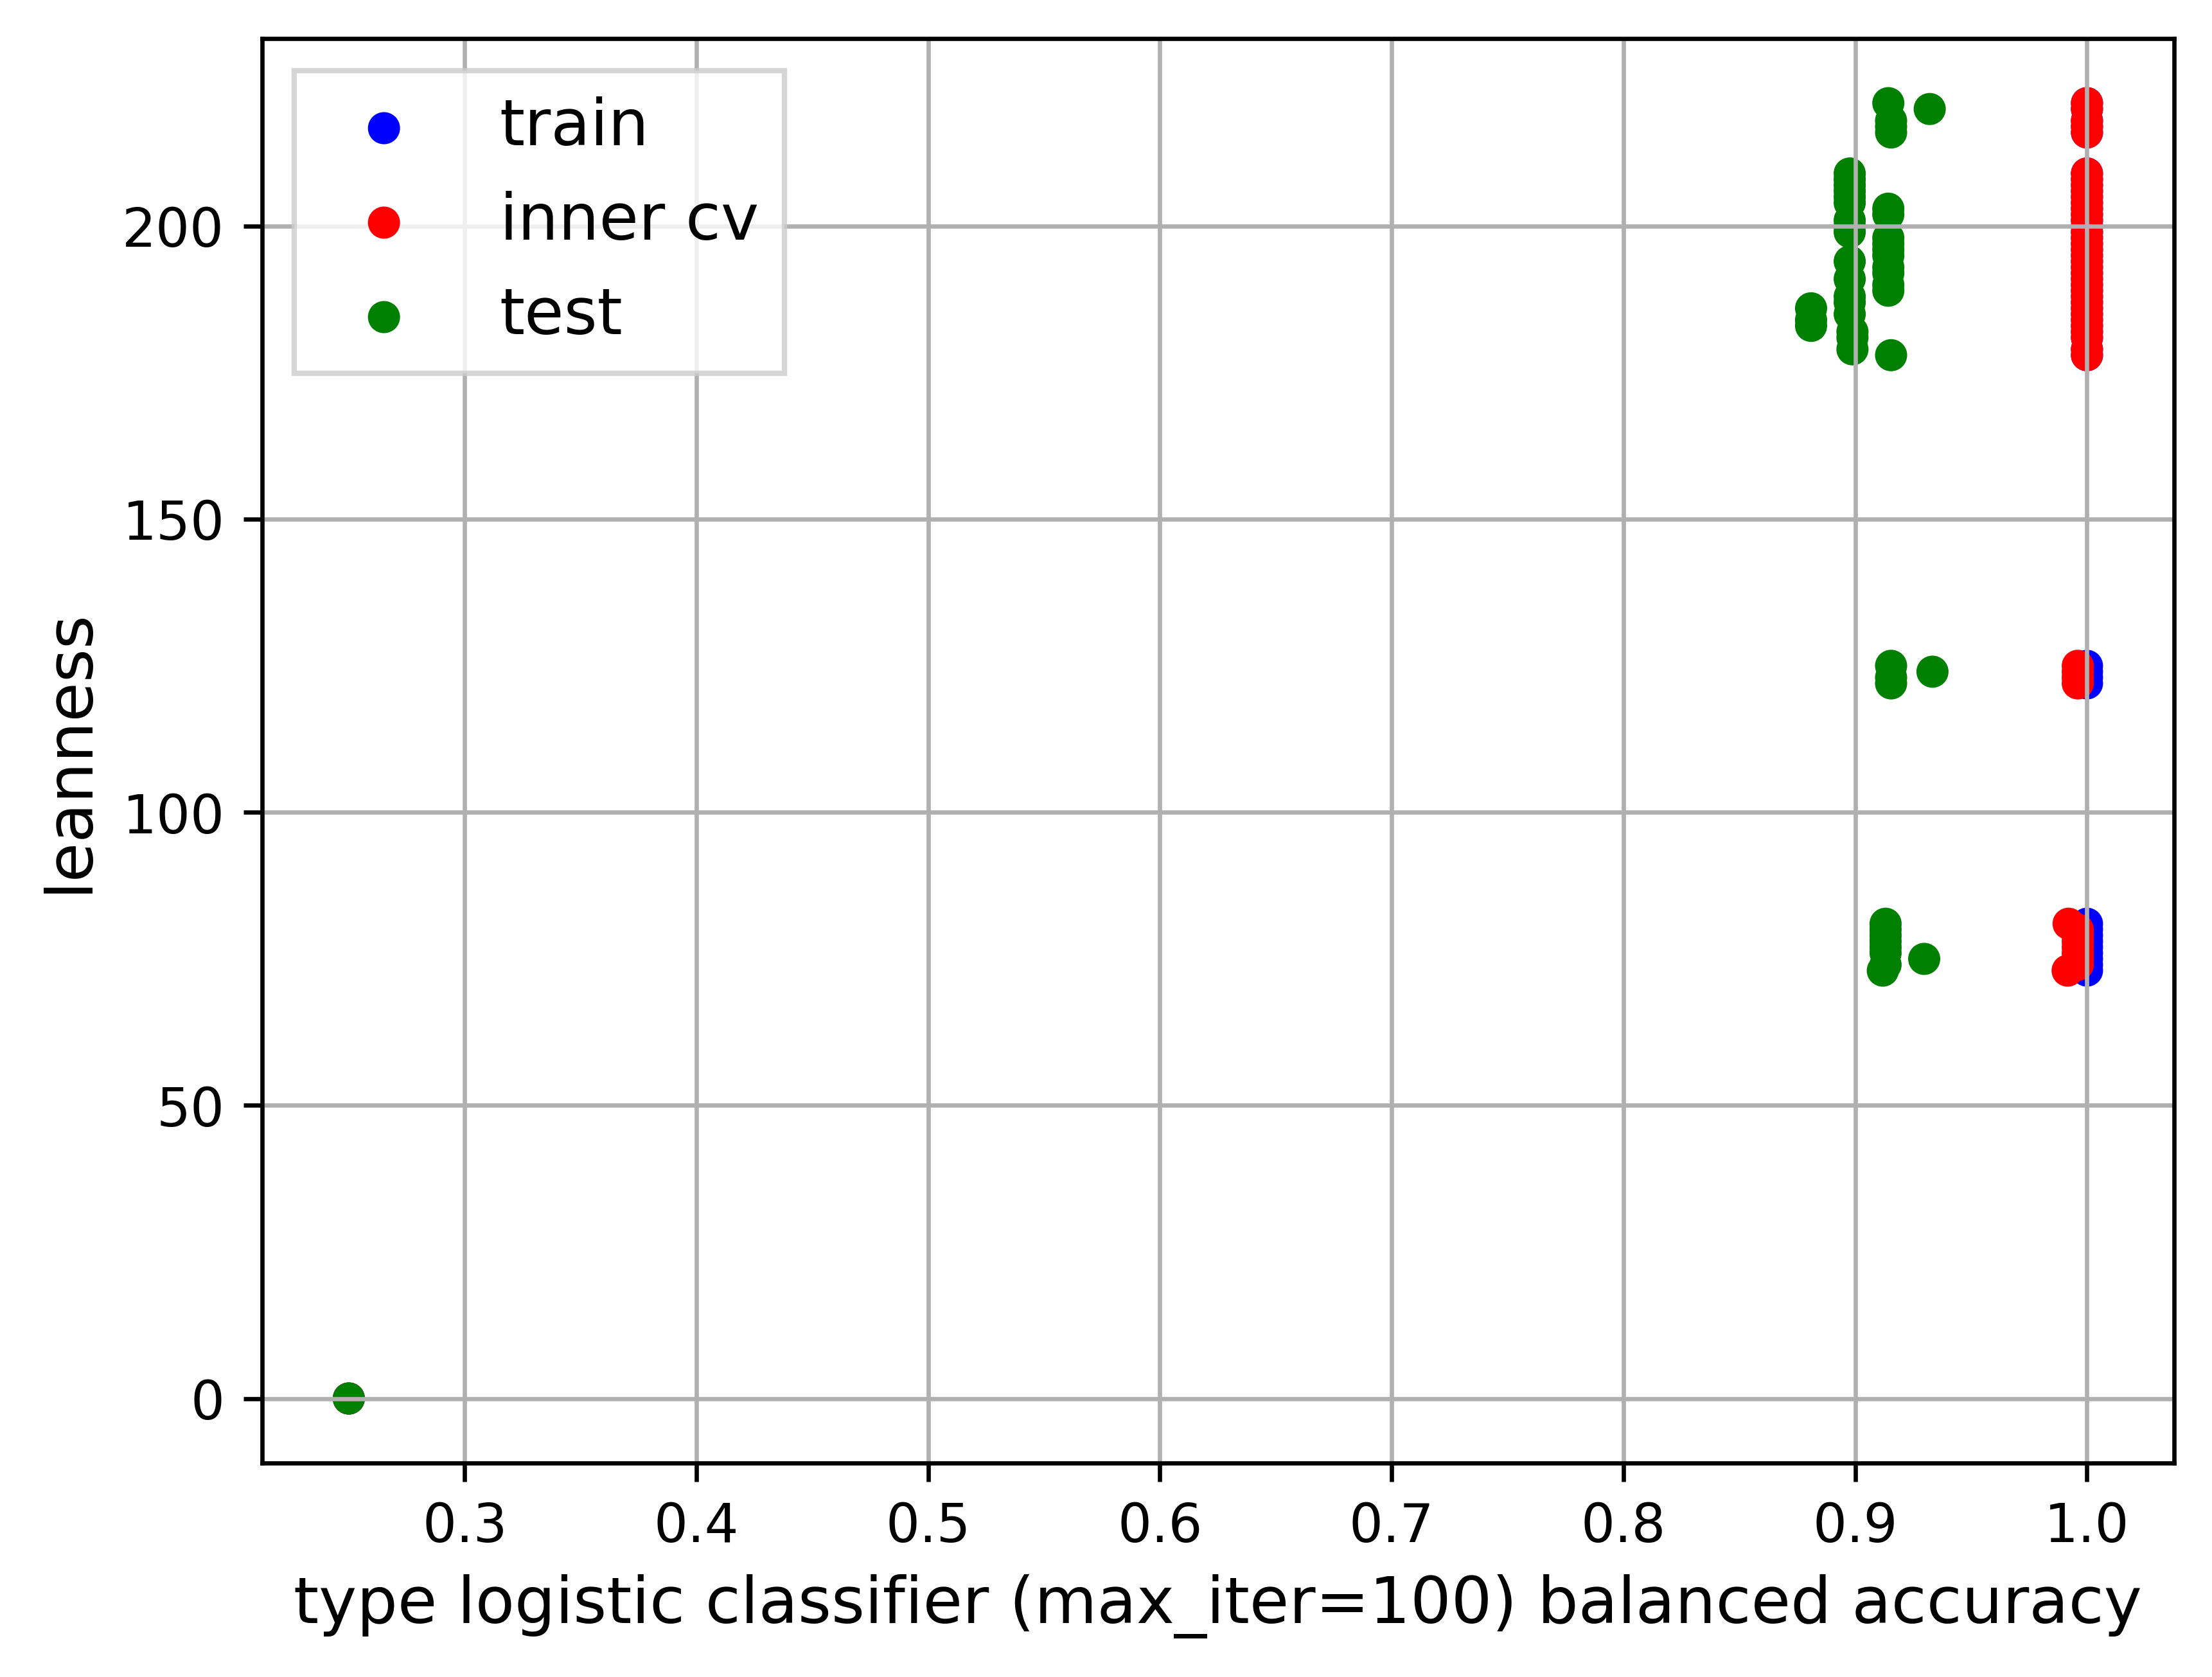 train
inner cv
test
200
150
100
50
0
leanness
0.3 0.4 0.5 0.6 0.7 0.8 0.9 1.0
type logistic classifier (max_iter=100) balanced accuracy